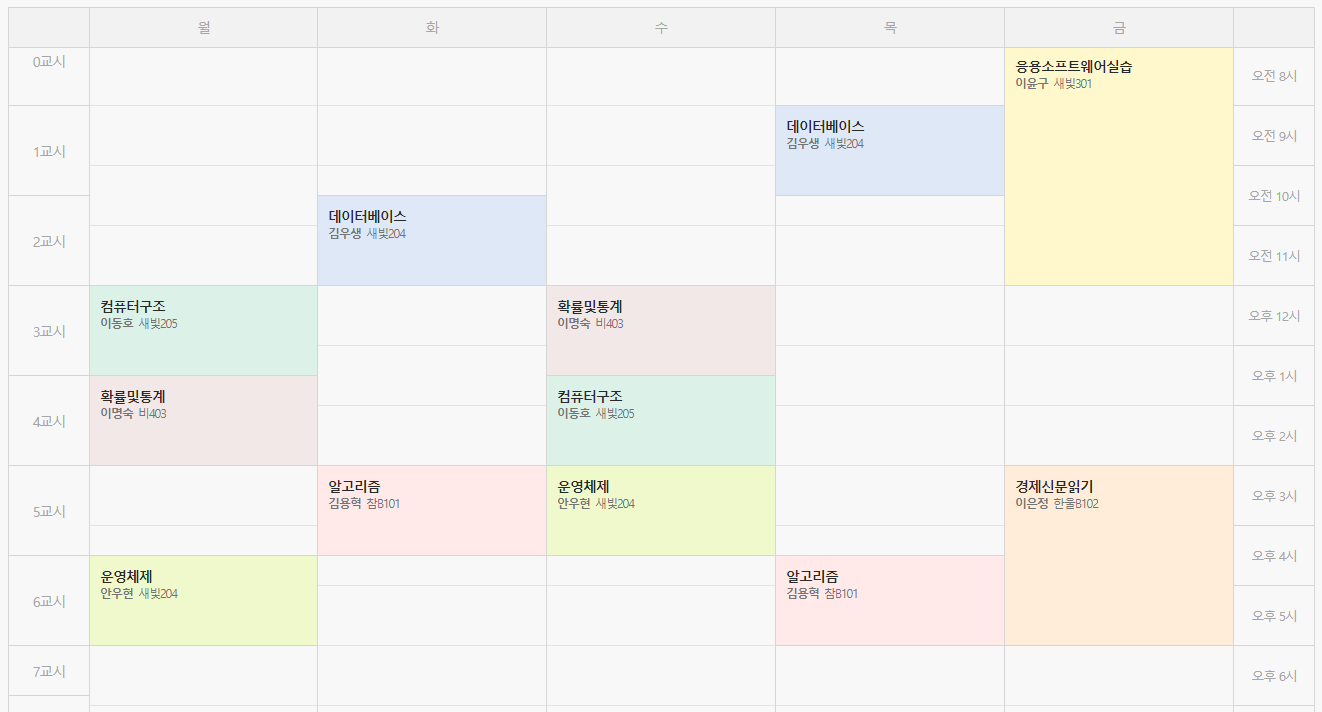 월 화 수 목 금
0교시
응용소프트웨어실습
이윤구 새빛301
오전 8시
1교시
데이터베이스
김우생 새빛204
오전 9시
2교시
데이터베이스
김우생 새빛204
오전 10시
오전 11시
3교시
컴퓨터구조
이동호 새빛205
확률및통계
이명숙 비403
오후 12시
4교시
확률및통계
이명숙 비403
컴퓨터구조
이동호 새빛205
오후 1시
오후 2시
5교시
알고리즘
김용혁 참B101
운영체제
안우현 새빛204
경제신문읽기
이은정 한울B102
오후 3시
6교시
운영체제
안우현 새빛204
알고리즘
김용혁 참B101
오후 4시
오후 5시
7교시
오후 6시